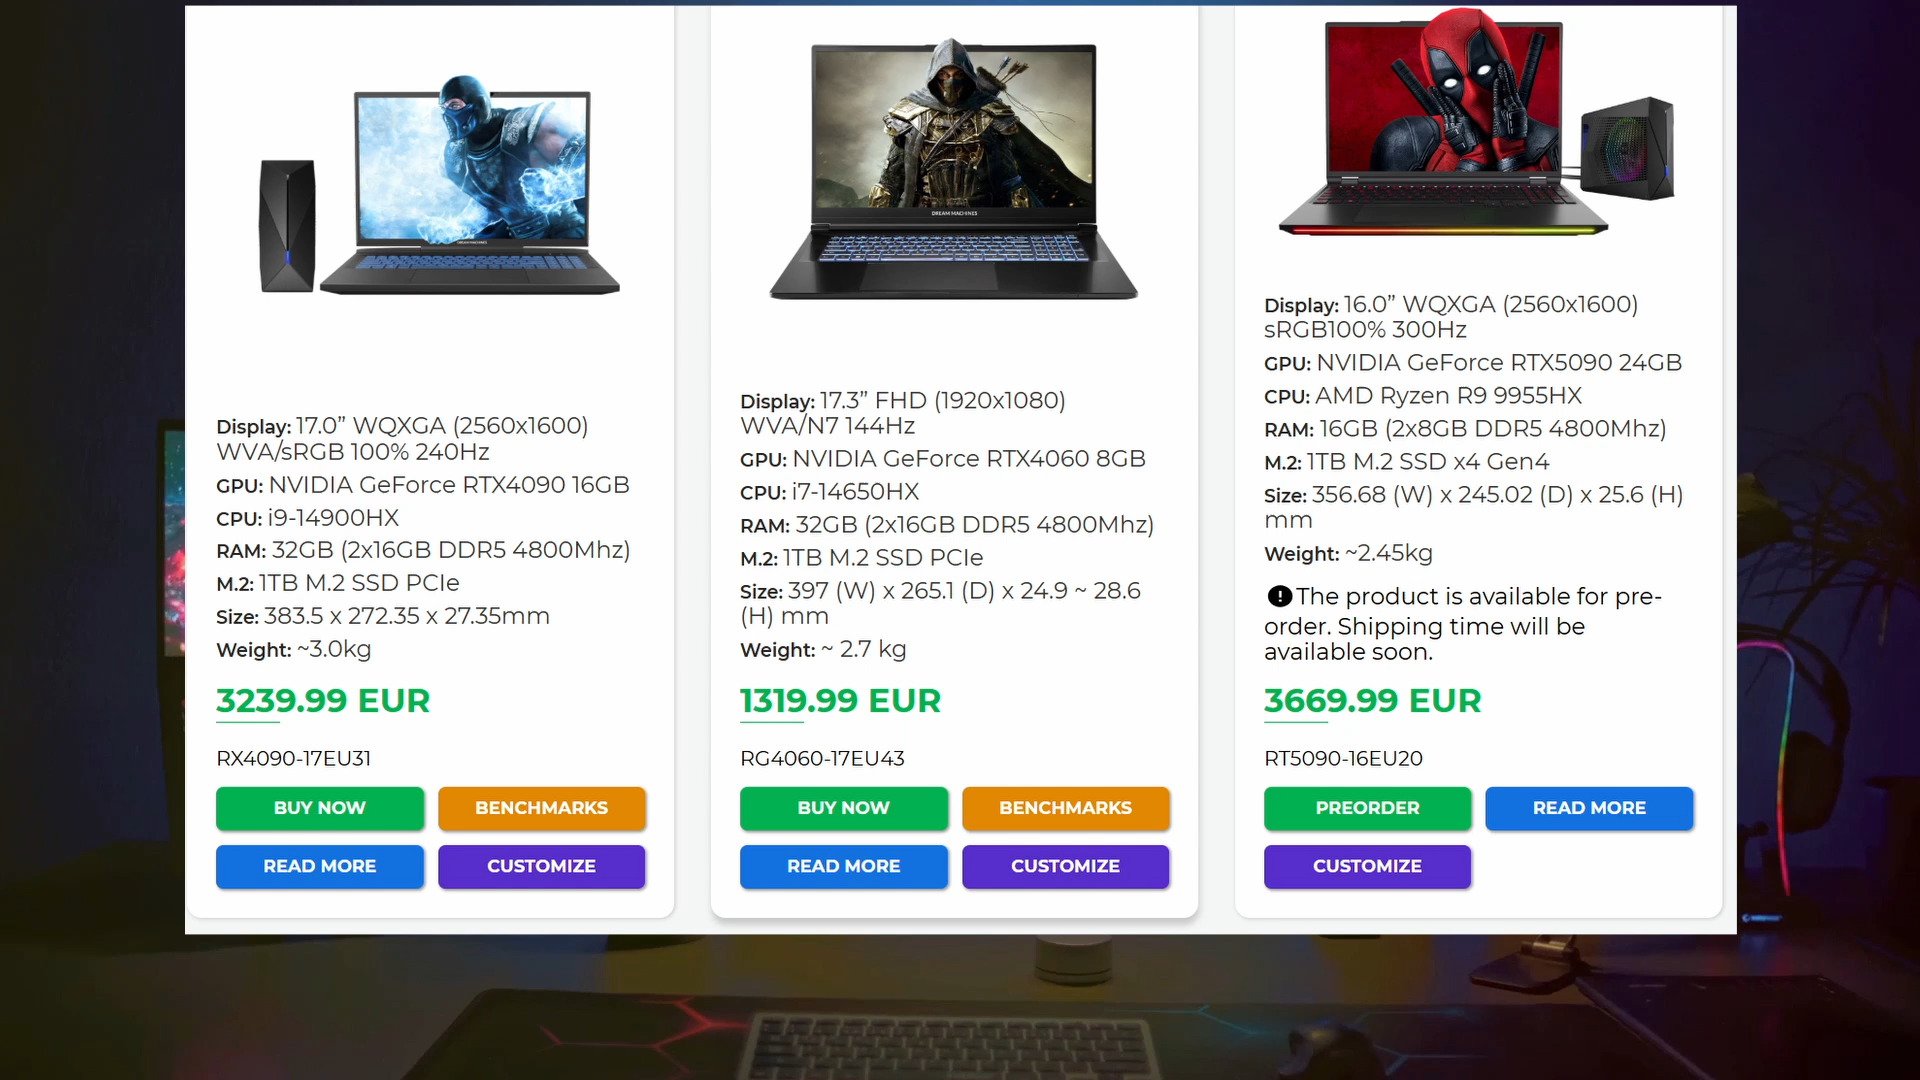 Display: 17.0” WQXGA (2560x1600)
WVA/sRGB 100% 240Hz
GPU: NVIDIA GeForce RTX4090 16GB
CPU: i9-14900HX
RAM: 32GB (2x16GB DDR5 4800Mhz)
M.2: 1TB M.2 SSD PCIe
Size: 383.5 x 272.35 x 27.35mm
Weight: ~3.0kg
3239.99 EUR
RX4090-17EU31
BUY NOW
BENCHMARKS
READ MORE
CUSTOMIZE
DREAM MACHINES
Display: 17.3” FHD (1920x1080)
WVA/N7 144Hz
GPU: NVIDIA GeForce RTX4060 8GB
CPU: i7-14650HX
RAM: 32GB (2x16GB DDR5 4800Mhz)
M.2: 1TB M.2 SSD PCIe
Size: 397 (W) x 265.1 (D) x 24.9 ~ 28.6
(H) mm
Weight: ~ 2.7 kg
1319.99 EUR
RG4060-17EU43
BUY NOW
BENCHMARKS
READ MORE
CUSTOMIZE
Display: 16.0” WQXGA (2560x1600)
sRGB100% 300Hz
GPU: NVIDIA GeForce RTX5090 24GB
CPU: AMD Ryzen R9 9955HX
RAM: 16GB (2x8GB DDR5 4800Mhz)
M.2: 1TB M.2 SSD x4 Gen4
Size: 356.68 (W) x 245.02 (D) x 25.6 (H)
mm
Weight: ~2.45kg
The product is available for pre-
order. Shipping time will be
available soon.
3669.99 EUR
RT5090-16EU20
PREORDER
READ MORE
CUSTOMIZE